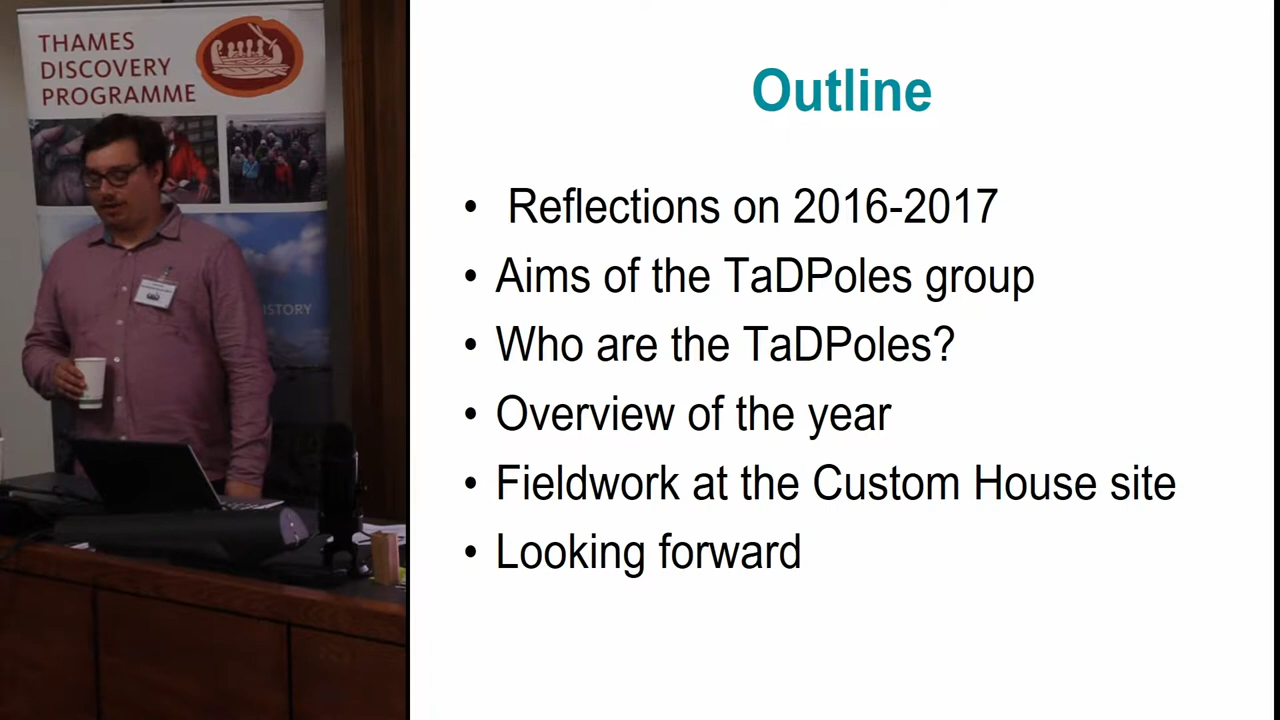 THAMES
DISCOVERY
PROGRAMME
ISTORY
Outline
• Reflections on 2016-2017
• Aims of the TaDPoles group
• Who are the TaDPoles?
• Overview of the year
• Fieldwork at the Custom House site
• Looking forward